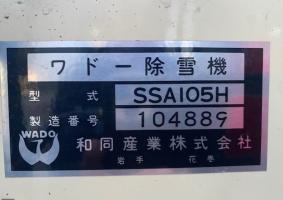 ワドー除雪機
型式 SSA105H
製造番号 104889
WADO
和同産業株式会社
岩手 花巻